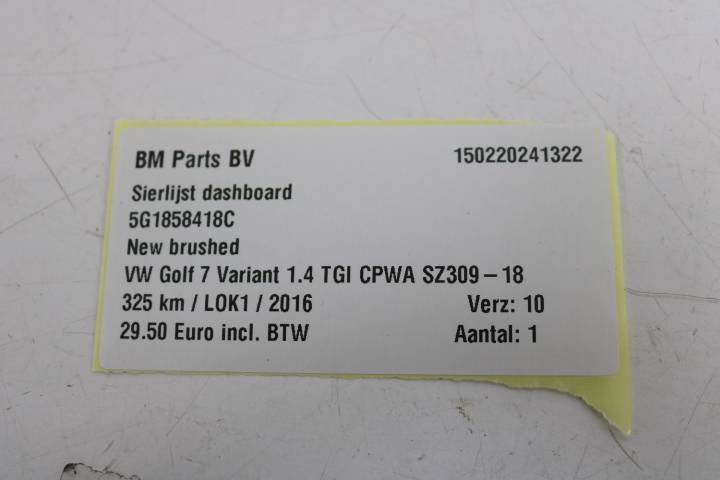 BM Parts BV 150220241322
Sierlijst dashboard
5G1858418C
New brushed
VW Golf 7 Variant 1.4 TGI CPWA SZ309 – 18
325 km / LOK1 / 2016 Verz: 10
29.50 Euro incl. BTW Aantal: 1